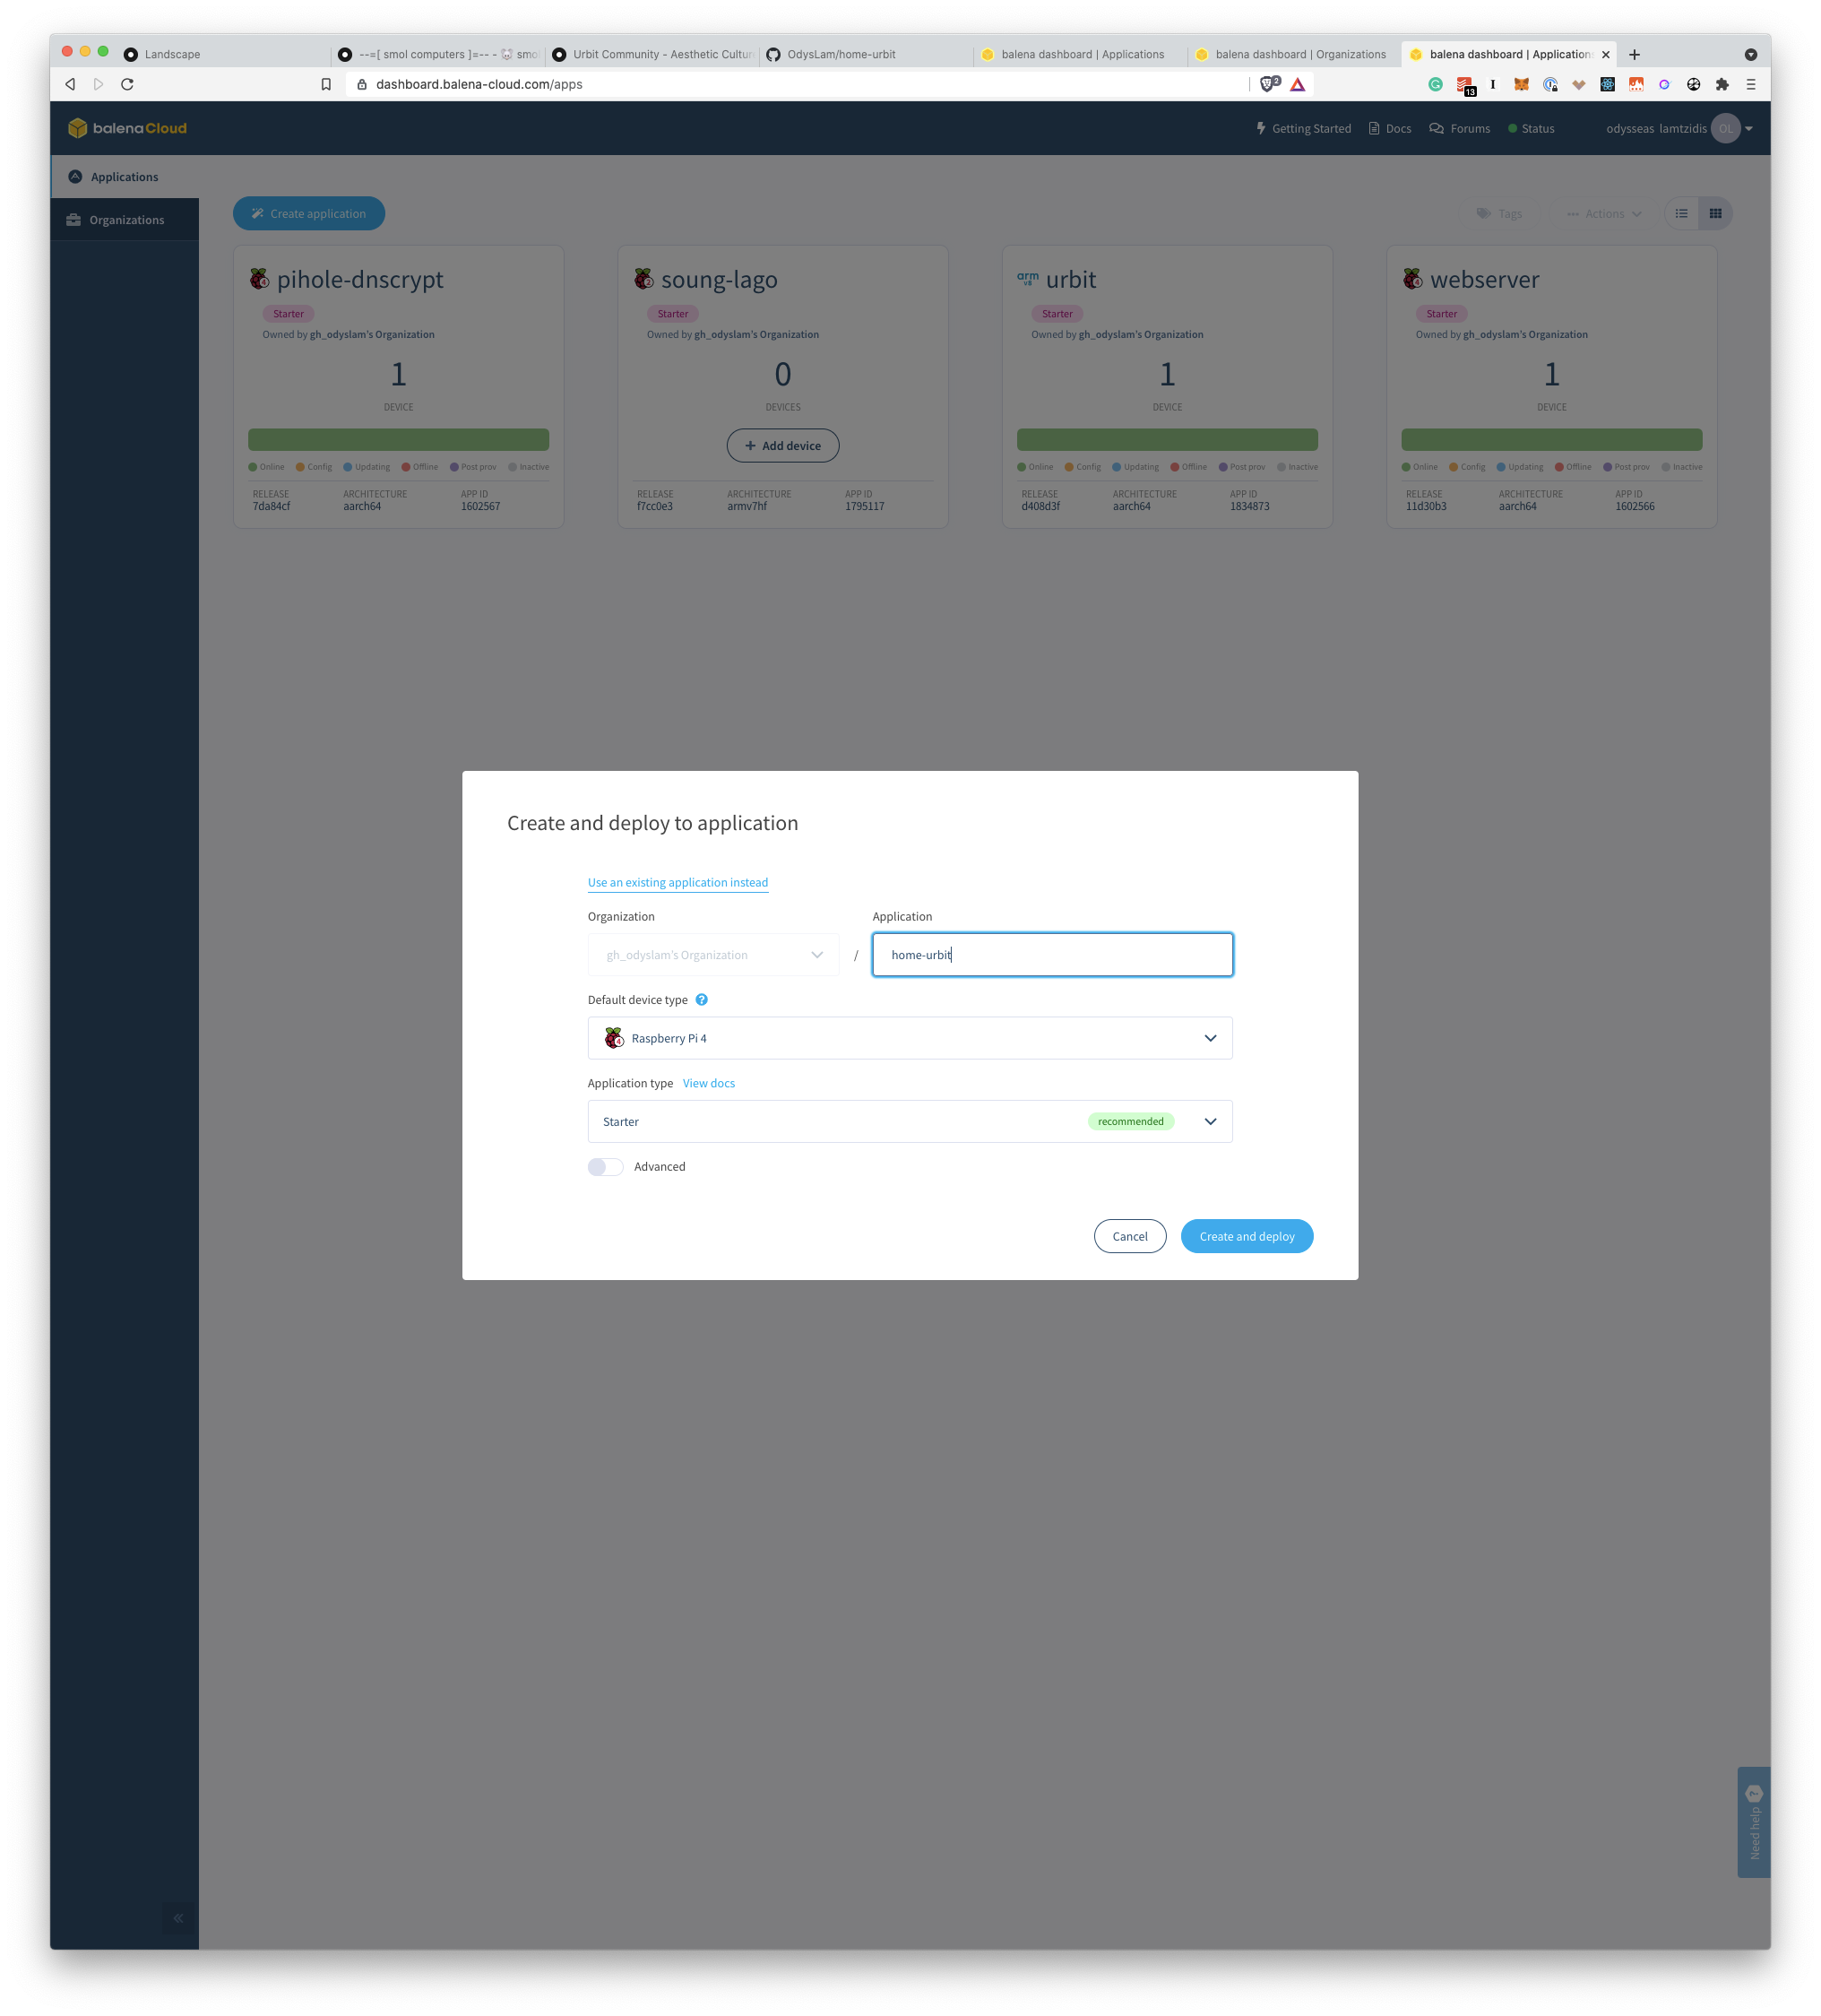 Landscape
--=[ smol computers ]=-- - smol
Urbit Community - Aesthetic Cultur
OdysLam/home-urbit
balena dashboard | Applications
balena dashboard | Organizations
balena dashboard | Applications
dashboard.balena-cloud.com/apps
2
13
balenaCloud
Getting Started
Docs
Forums
Status
odysseas lamtzidis
OL
Applications
Organizations
Create application
Tags
Actions
pihole-dnscrypt
Starter
Owned by gh_odyslam's Organization
1
DEVICE
Online Config Updating Offline Post prov Inactive
RELEASE ARCHITECTURE APP ID
7da84cf aarch64 1602567
soung-lago
Starter
Owned by gh_odyslam's Organization
0
DEVICES
+ Add device
RELEASE ARCHITECTURE APP ID
f7cc0e3 armv7hf 1795117
arm
v8
urbit
Starter
Owned by gh_odyslam's Organization
1
DEVICE
Online Config Updating Offline Post prov Inactive
RELEASE ARCHITECTURE APP ID
d408d3f aarch64 1834873
webserver
Starter
Owned by gh_odyslam's Organization
1
DEVICE
Online Config Updating Offline Post prov Inactive
RELEASE ARCHITECTURE APP ID
11d30b3 aarch64 1602566
Create and deploy to application
Use an existing application instead
Organization Application
gh_odyslam's Organization / home-urbit
Default device type ?
Raspberry Pi 4
Application type View docs
Starter recommended
Advanced
Cancel Create and deploy
Need help